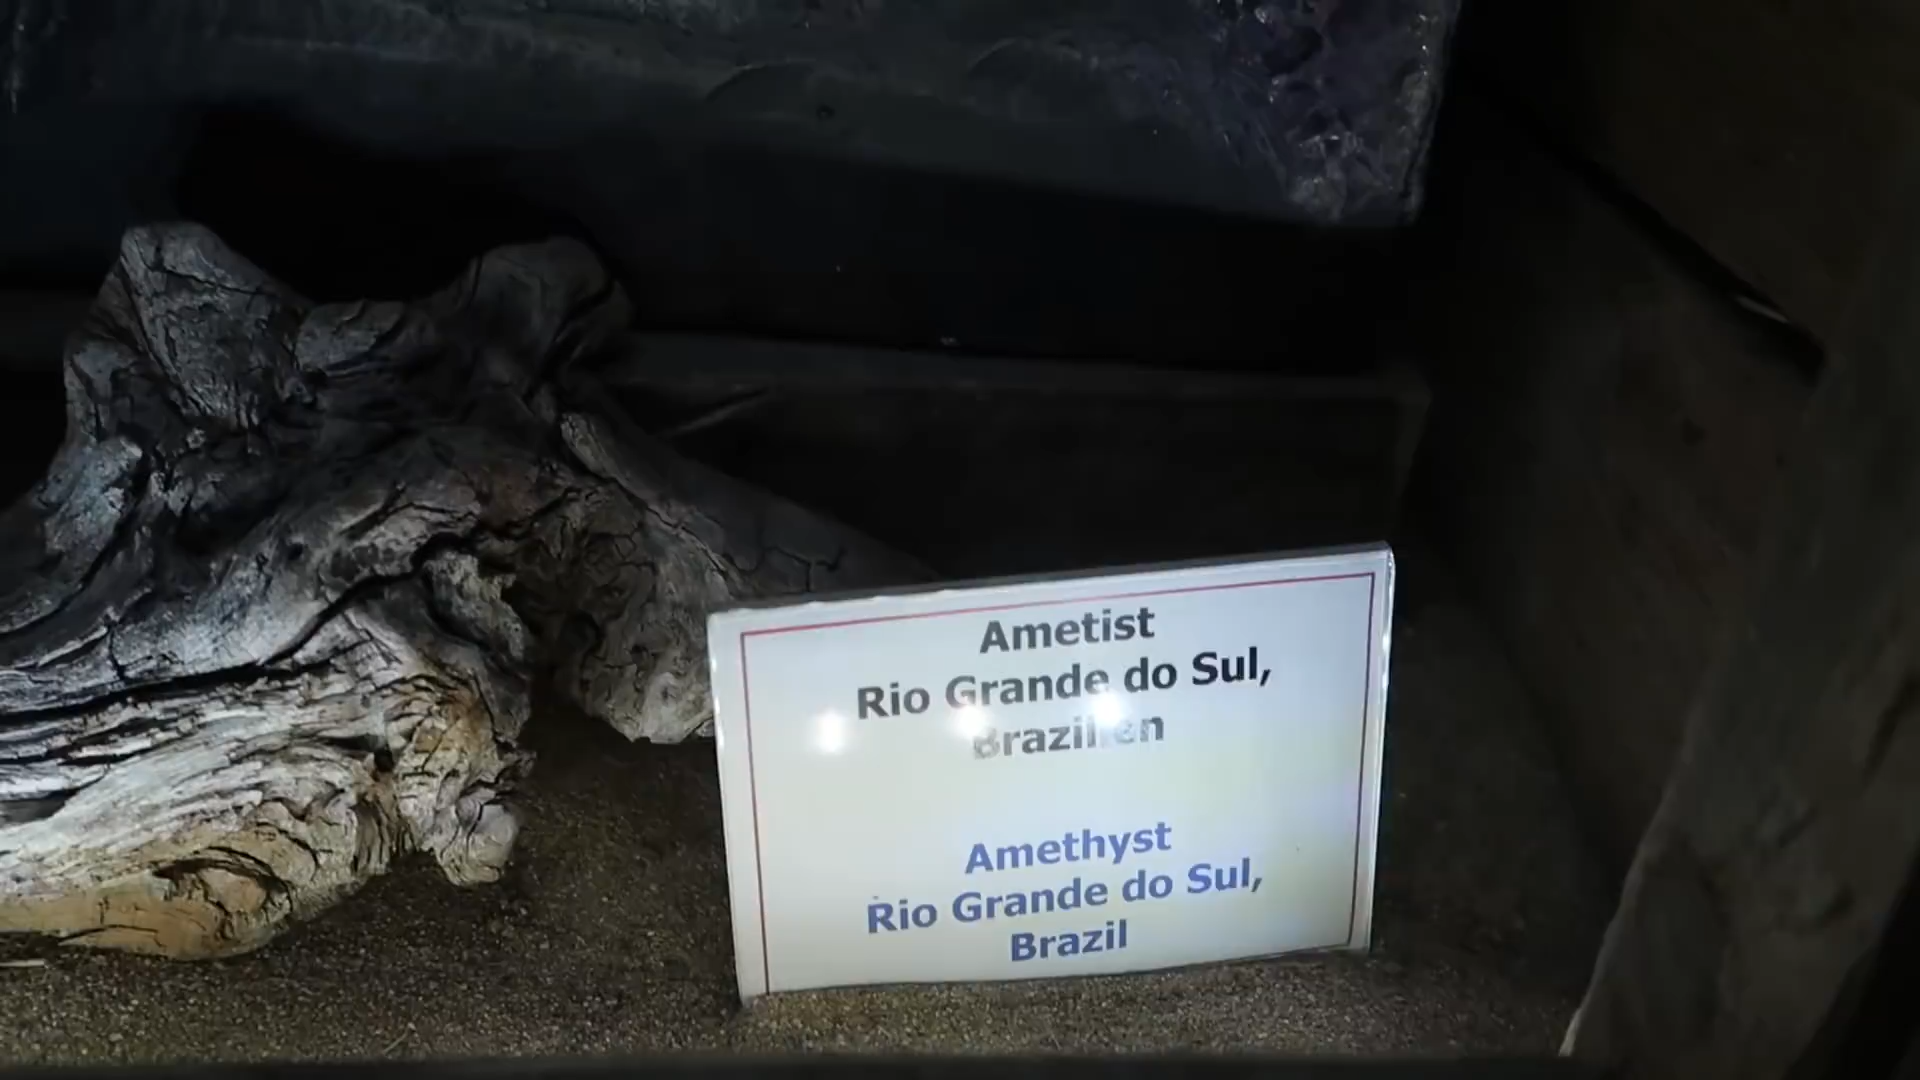 Ametist
Rio Grande do Sul,
Brazilien
Amethyst
Rio Grande do Sul,
Brazil